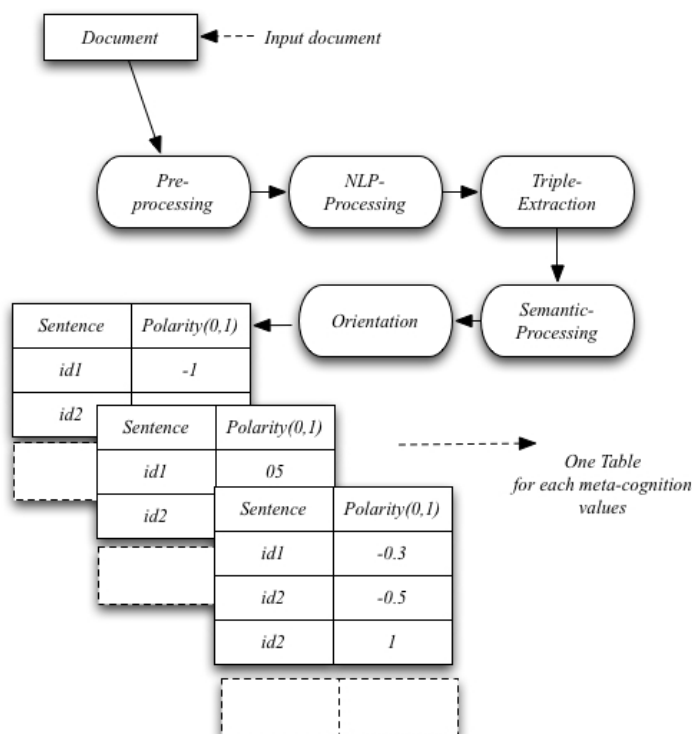 Document
Input document
Pre-
processing
NLP-
Processing
Triple-
Extraction
Semantic-
Processing
Orientation
Sentence Polarity(0,1)
id1 -1
id2
Sentence Polarity(0,1)
id1 05
id2
Sentence Polarity(0,1)
id1 -0.3
id2 -0.5
id2 1
One Table
for each meta-cognition
values